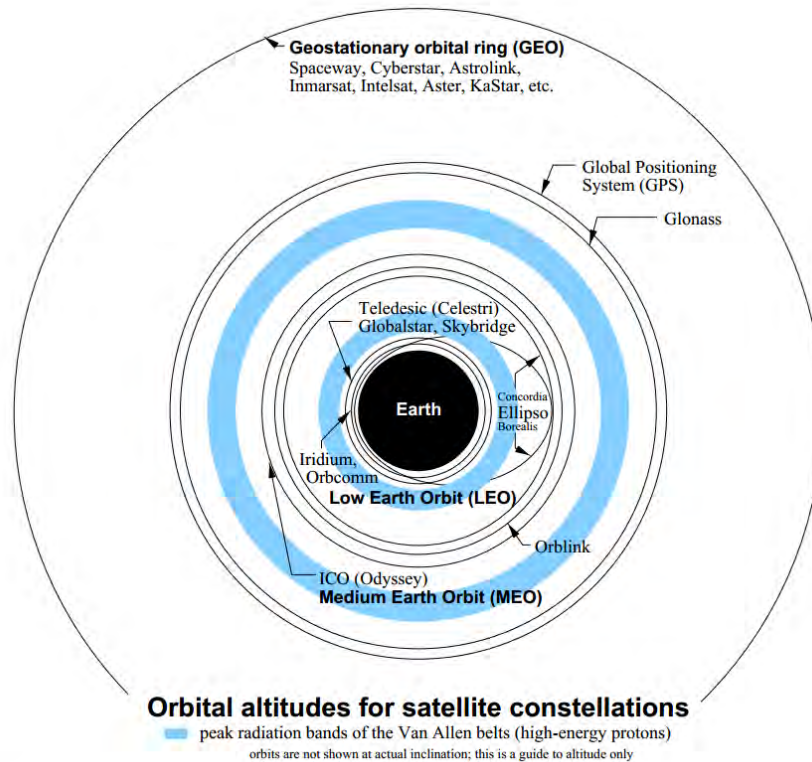 Geostationary orbital ring (GEO)
Spaceway, Cyberstar, Astrolink,
Inmarsat, Intelsat, Aster, KaStar, etc.
Global Positioning
System (GPS)
Glonass
Teledesic (Celestri)
Globalstar, Skybridge
Earth
Concordia
Ellipso
Borealis
Iridium,
Orbcomm
Low Earth Orbit (LEO)
Orblink
ICO (Odyssey)
Medium Earth Orbit (MEO)
Orbital altitudes for satellite constellations
peak radiation bands of the Van Allen belts (high-energy protons)
orbits are not shown at actual inclination; this is a guide to altitude only